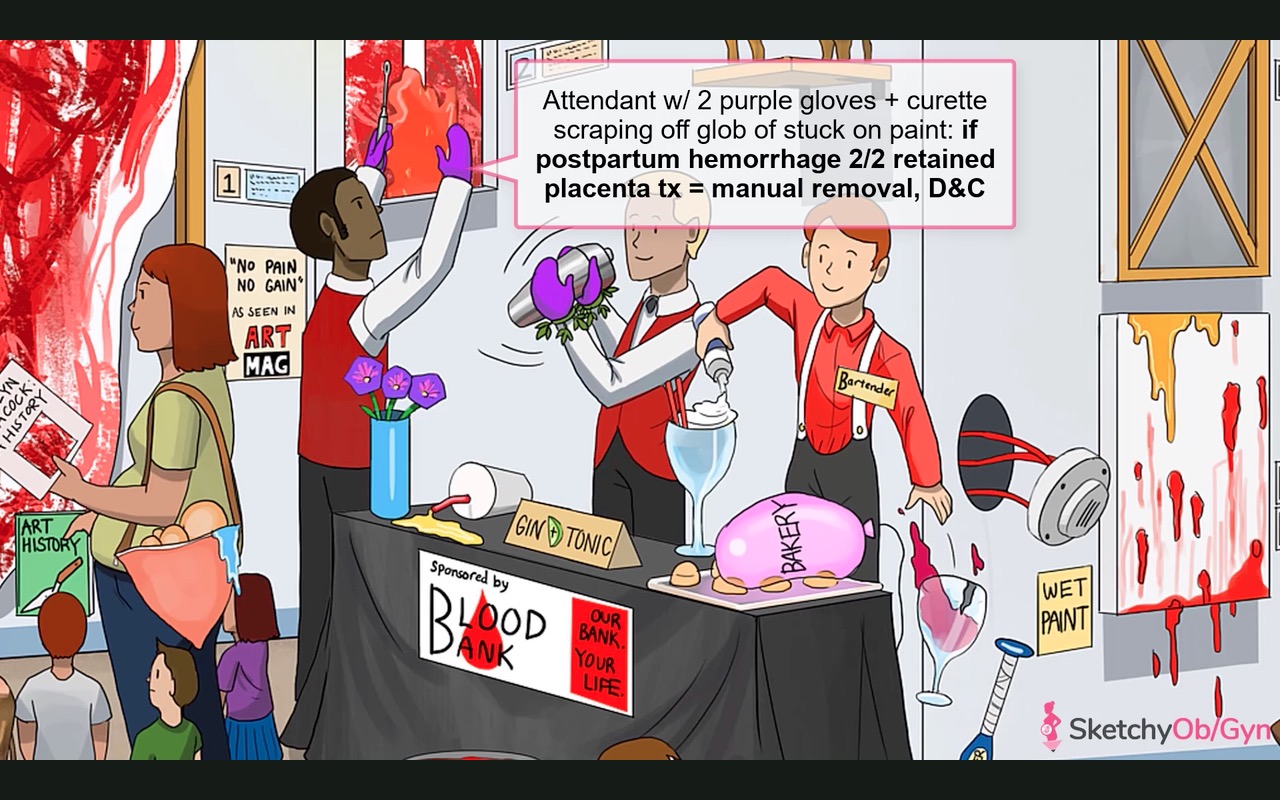 2
Attendant w/ 2 purple gloves + curette
scraping off glob of stuck on paint: if
postpartum hemorrhage 2/2 retained
placenta tx = manual removal, D&C
1
"NO PAIN
NO GAIN"
AS SEEN IN
ART
MAG
HISTORY
ART
HISTORY
Bartender
GIN + TONIC
BAKERY
Sponsored by
BLOOD
BANK
OUR
BANK.
YOUR
LIFE.
WET
PAINT
SketchyOb/Gyn